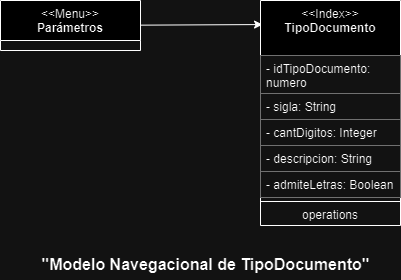 <<Menu>>
Parámetros
<<Index>>
TipoDocumento
- idTipoDocumento:
numero
- sigla: String
- cantDigitos: Integer
- descripcion: String
- admiteLetras: Boolean
operations
"Modelo Navegacional de TipoDocumento"